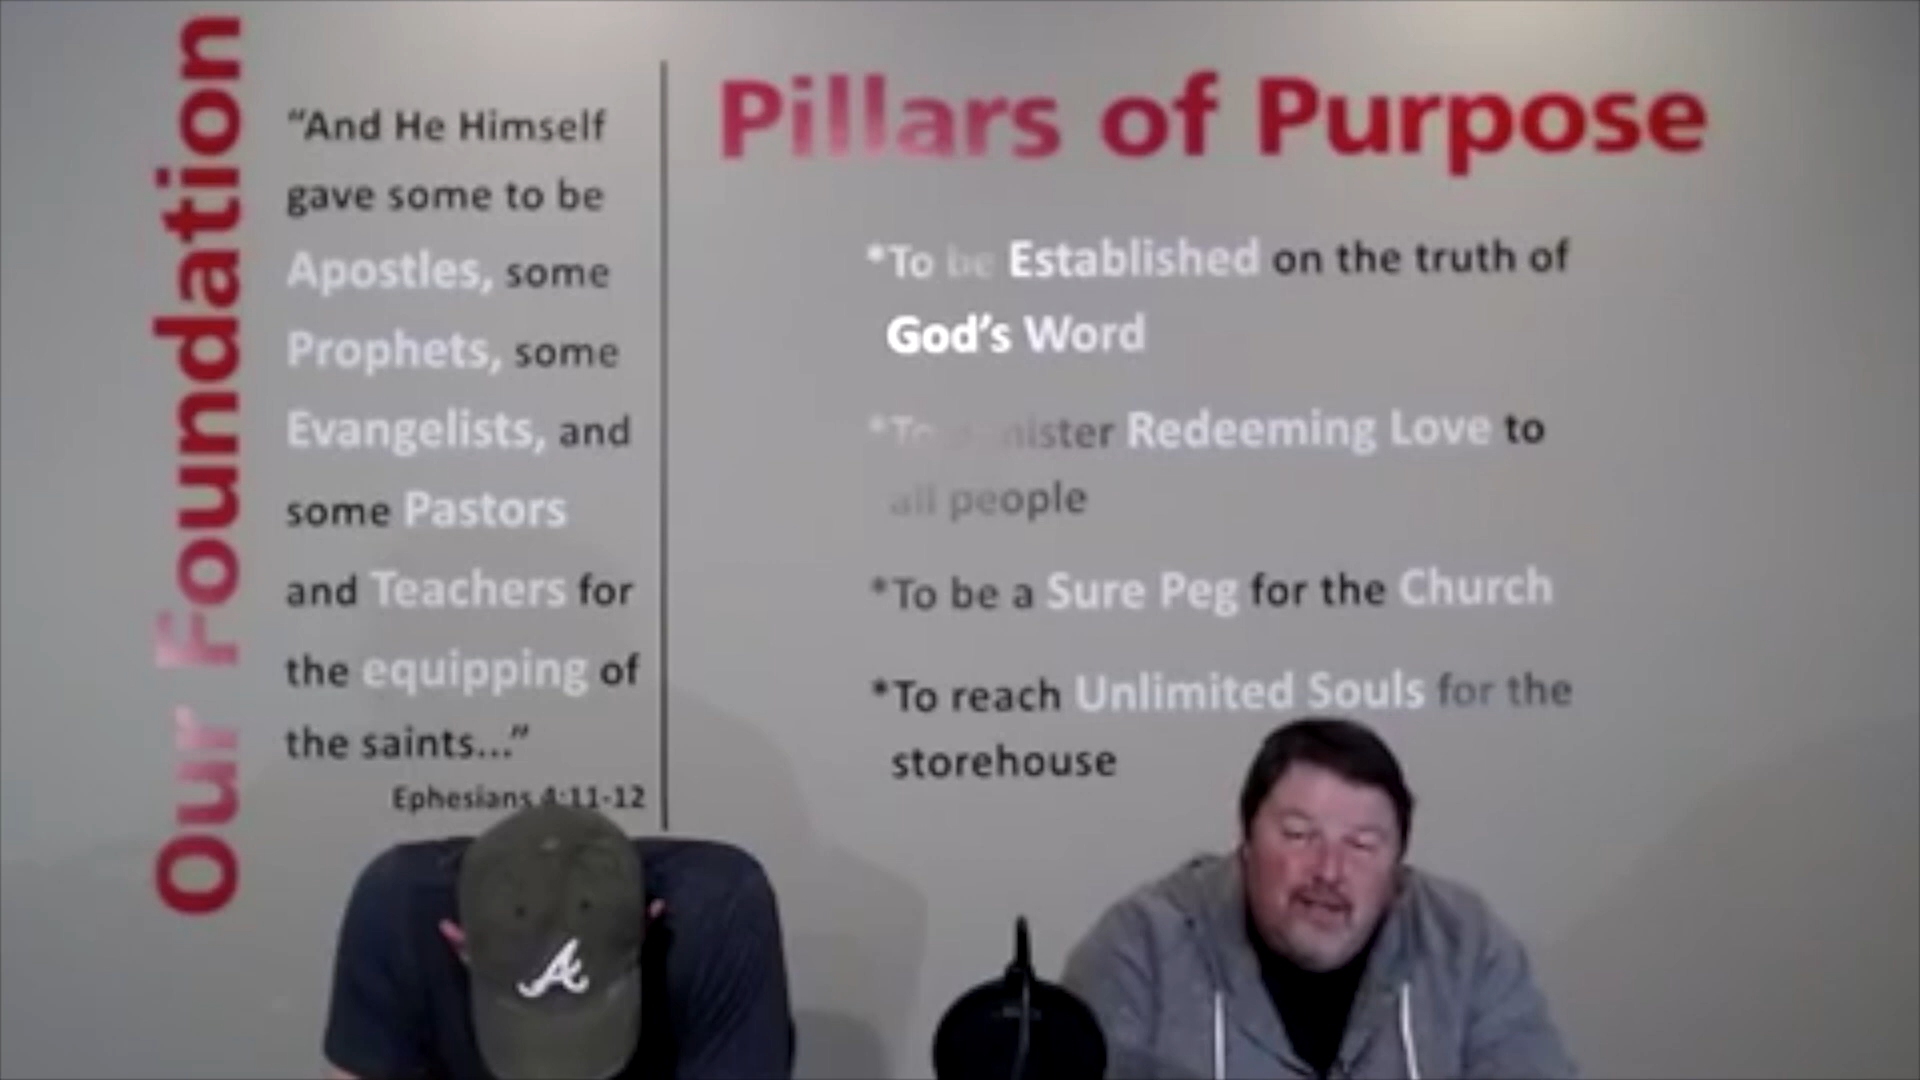 Our Foundation
“And He Himself
gave some to be
Apostles, some
Prophets, some
Evangelists, and
some Pastors
and Teachers for
the equipping of
the saints...”
Ephesians 4:11-12
Pillars of Purpose
*To be Established on the truth of
God’s Word
*To minister Redeeming Love to
all people
*To be a Sure Peg for the Church
*To reach Unlimited Souls for the
storehouse
A